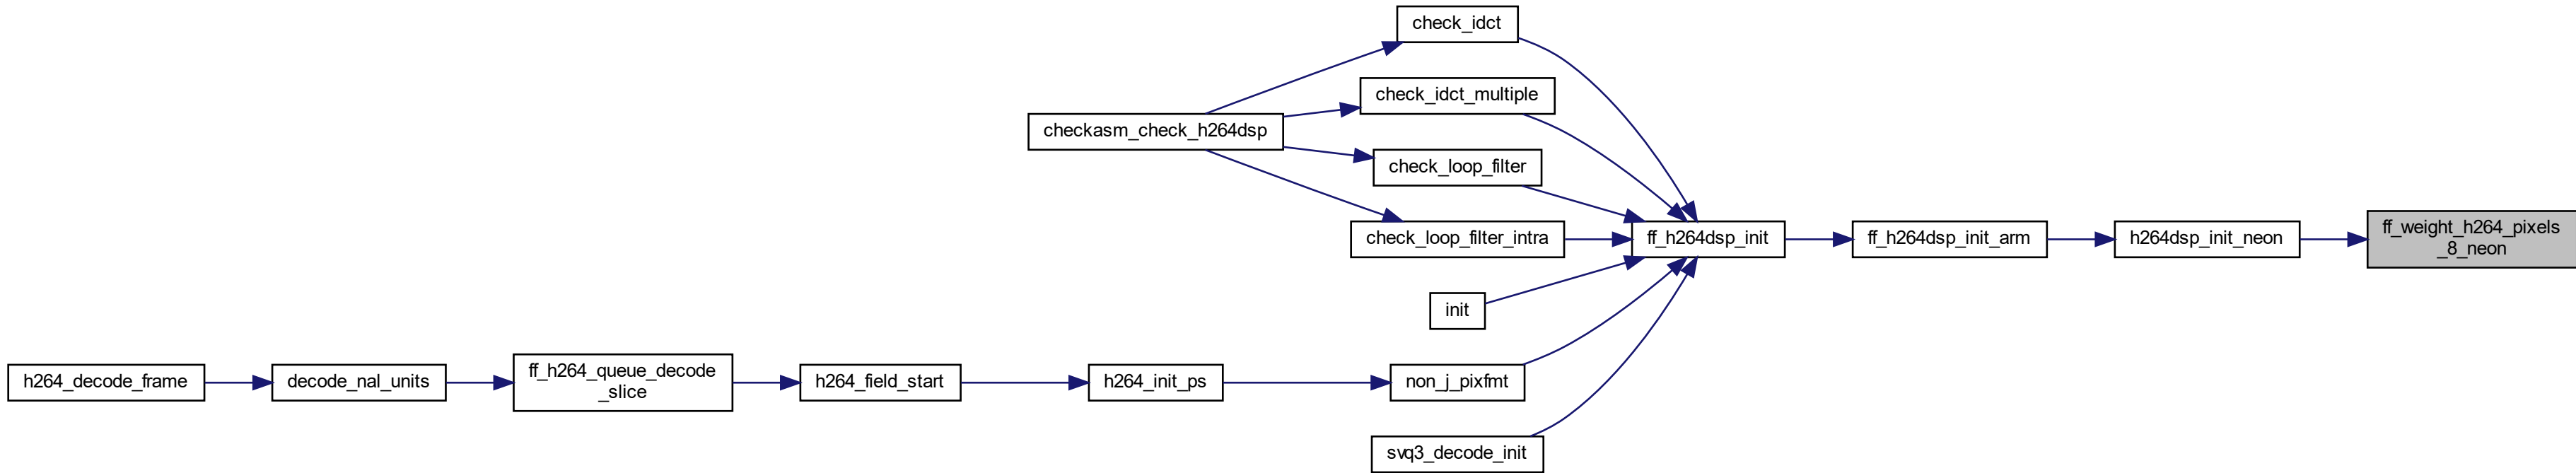 check_idct
check_idct_multiple
checkasm_check_h264dsp
check_loop_filter
check_loop_filter_intra
ff_h264dsp_init
ff_h264dsp_init_arm
h264dsp_init_neon
ff_weight_h264_pixels
_8_neon
init
h264_decode_frame
decode_nal_units
ff_h264_queue_decode
_slice
h264_field_start
h264_init_ps
non_j_pixfmt
svq3_decode_init